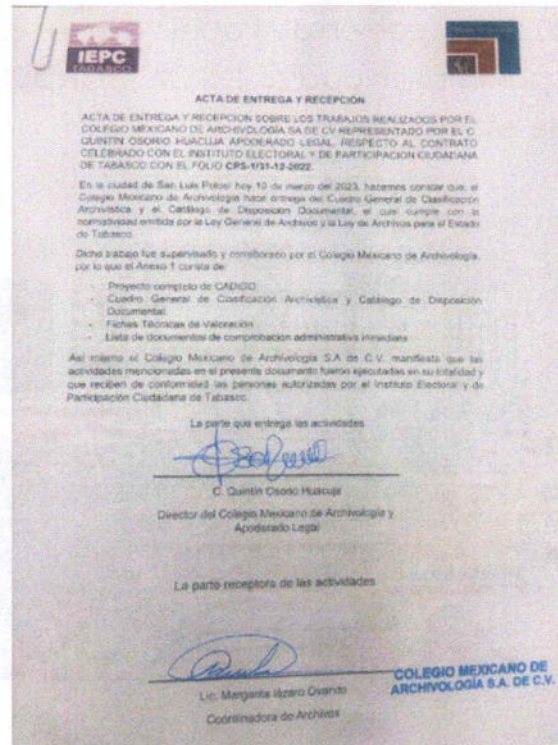 IEPC
TABASCO
ACTA DE ENTREGA Y RECEPCIÓN
ACTA DE ENTREGA Y RECEPCION SOBRE LOS TRABAJOS REALIZADOS POR EL
COLEGIO MEXICANO DE ARCHIVOLOGÍA SA DE CV REPRESENTADO POR EL C.
QUINTIN OSORIO HUACUJA APODERADO LEGAL, RESPECTO AL CONTRATO
CELEBRADO CON EL INSTITUTO ELECTORAL Y DE PARTICIPACIÓN CIUDADANA
DE TABASCO CON EL FOLIO CPS-1/31-12-2022.
En la ciudad de San Luis Potosí hoy 10 de marzo del 2023, hacemos constar que, el
Colegio Mexicano de Archivología hace entrega del Cuadro General de Clasificación
Archivística y el Catálogo de Disposición Documental, el cual cumple con la
normatividad emitida por la Ley General de Archivos y la Ley de Archivos para el Estado
de Tabasco.
Dicho trabajo fue supervisado y corroborado por el Colegio Mexicano de Archivología,
por lo que el Anexo 1 consta de:
- Proyecto completo de CADIDO
- Cuadro General de Clasificación Archivística y Catálogo de Disposición
Documental.
- Fichas Técnicas de Valoración
- Lista de documentos de comprobación administrativa inmediata
Así mismo el Colegio Mexicano de Archivología S.A de C.V. manifiesta que las
actividades mencionadas en el presente documento fueron ejecutadas en su totalidad y
que reciben de conformidad las personas autorizadas por el Instituto Electoral y de
Participación Ciudadana de Tabasco.
La parte que entrega las actividades
C. Quintín Osorio Huacuja
Director del Colegio Mexicano de Archivología y
Apoderado Legal
La parte receptora de las actividades
Lic. Margarita lázaro Ovando
Coordinadora de Archivos
COLEGIO MEXICANO DE
ARCHIVOLOGÍA S.A. DE C.V.